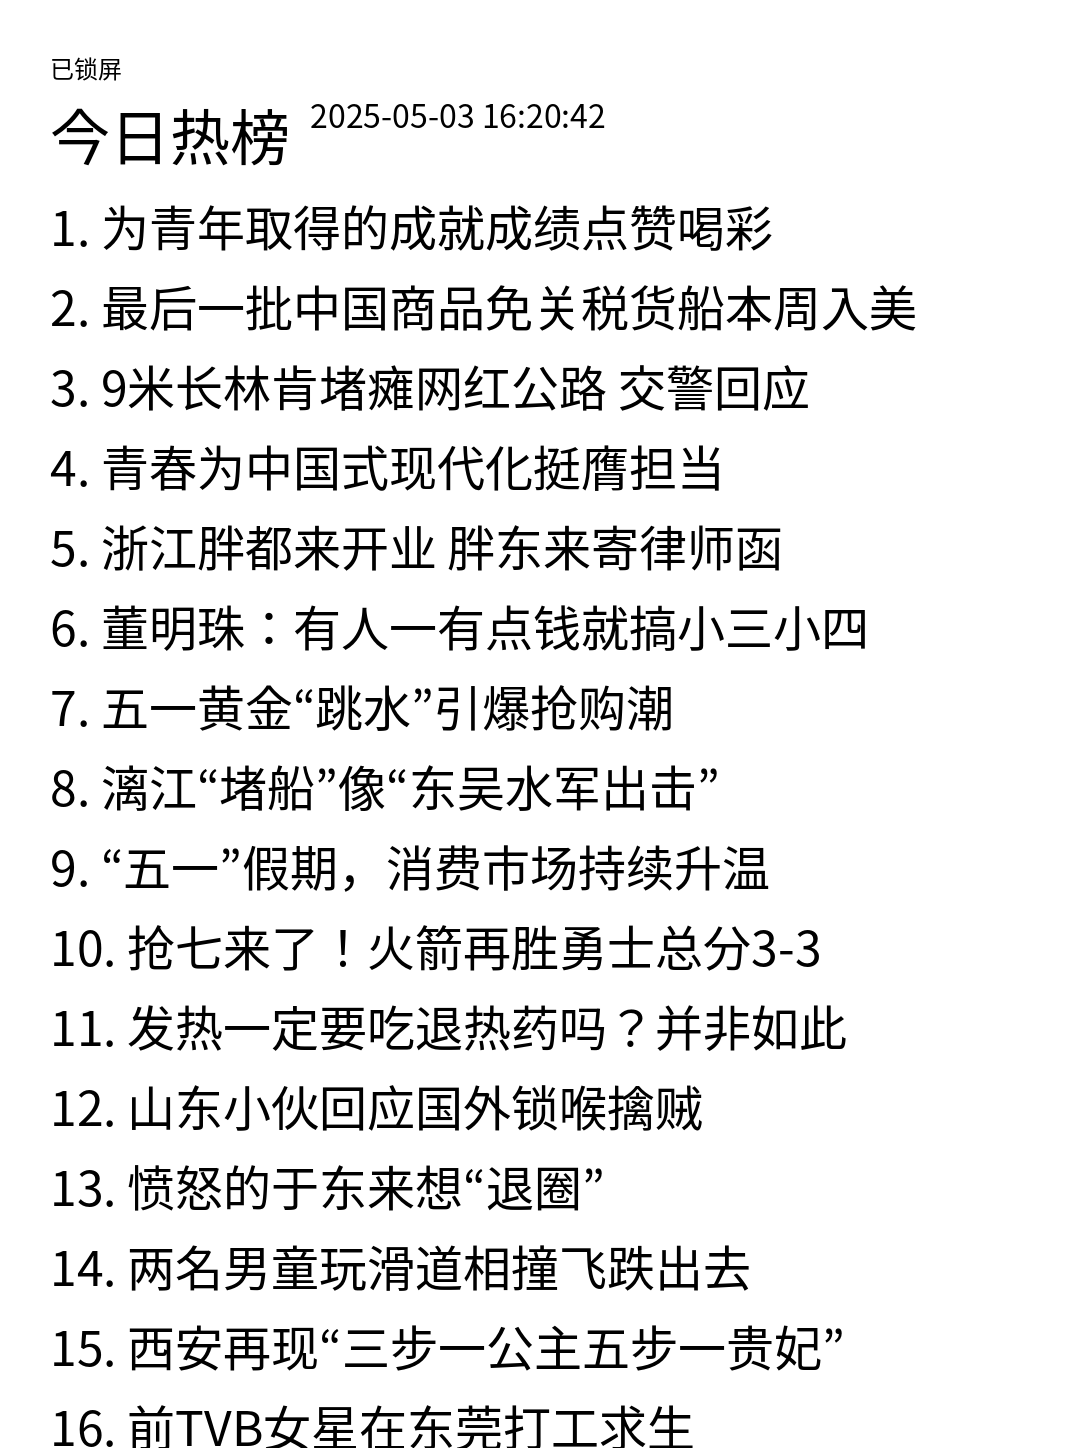 已锁屏
今日热榜 2025-05-03 16:20:42
1. 为青年取得的成就成绩点赞喝彩
2. 最后一批中国商品免关税货船本周入美
3. 9米长林肯堵瘫网红公路 交警回应
4. 青春为中国式现代化挺膺担当
5. 浙江胖都来开业 胖东来寄律师函
6. 董明珠：有人一有点钱就搞小三小四
7. 五一黄金“跳水”引爆抢购潮
8. 漓江“堵船”像“东吴水军出击”
9. “五一”假期，消费市场持续升温
10. 抢七来了！火箭再胜勇士总分3-3
11. 发热一定要吃退热药吗？并非如此
12. 山东小伙回应国外锁喉擒贼
13. 愤怒的于东来想“退圈”
14. 两名男童玩滑道相撞飞跌出去
15. 西安再现“三步一公主五步一贵妃”
16. 前TVB女星在东莞打工求生